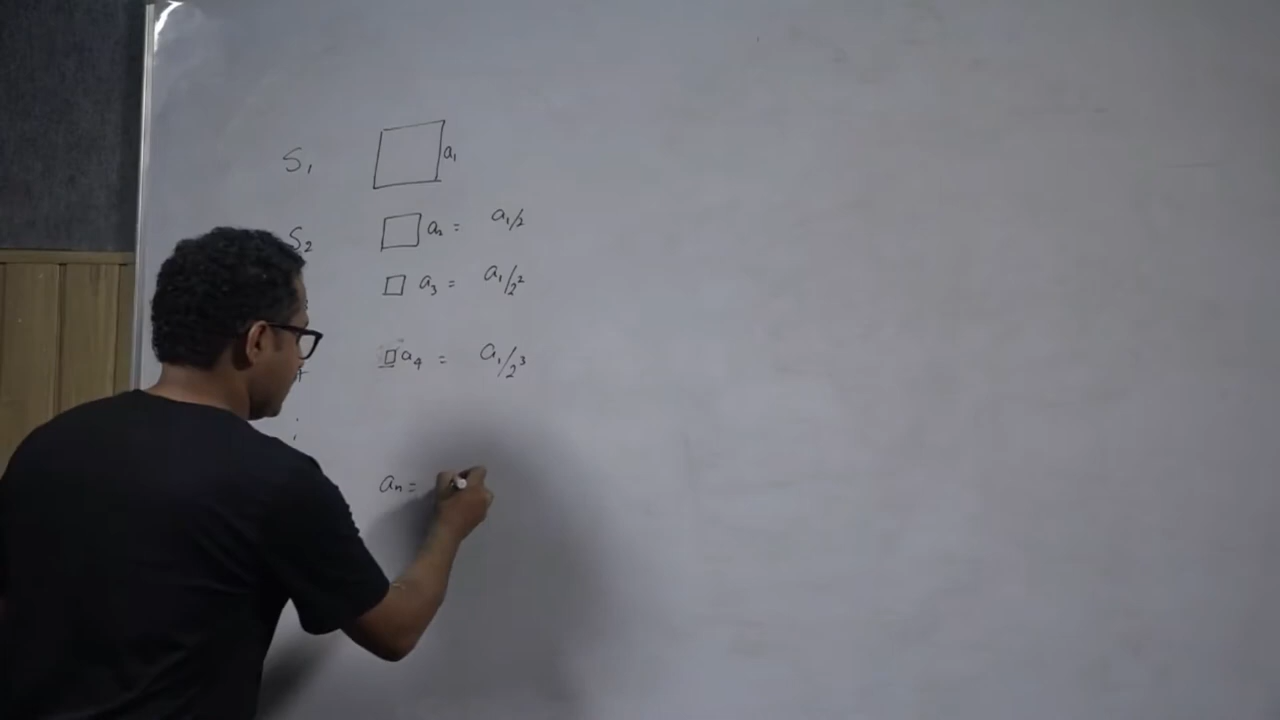 S₁ a₁
S₂ a₂ = a₁/2
a₃ = a₁/2²
a₄ = a₁/2³
aₙ =